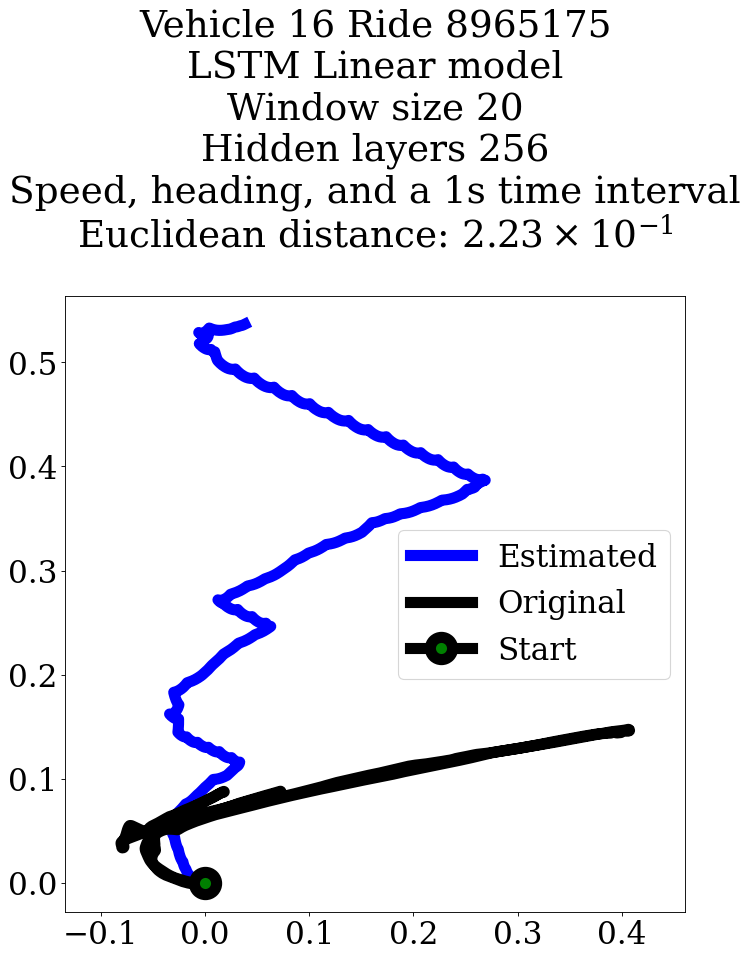 Vehicle 16 Ride 8965175
LSTM Linear model
Window size 20
Hidden layers 256
Speed, heading, and a 1s time interval
Euclidean distance: 2.23 × 10⁻¹
0.5
0.4
0.3
0.2
0.1
0.0
Estimated
Original
Start
−0.1 0.0 0.1 0.2 0.3 0.4